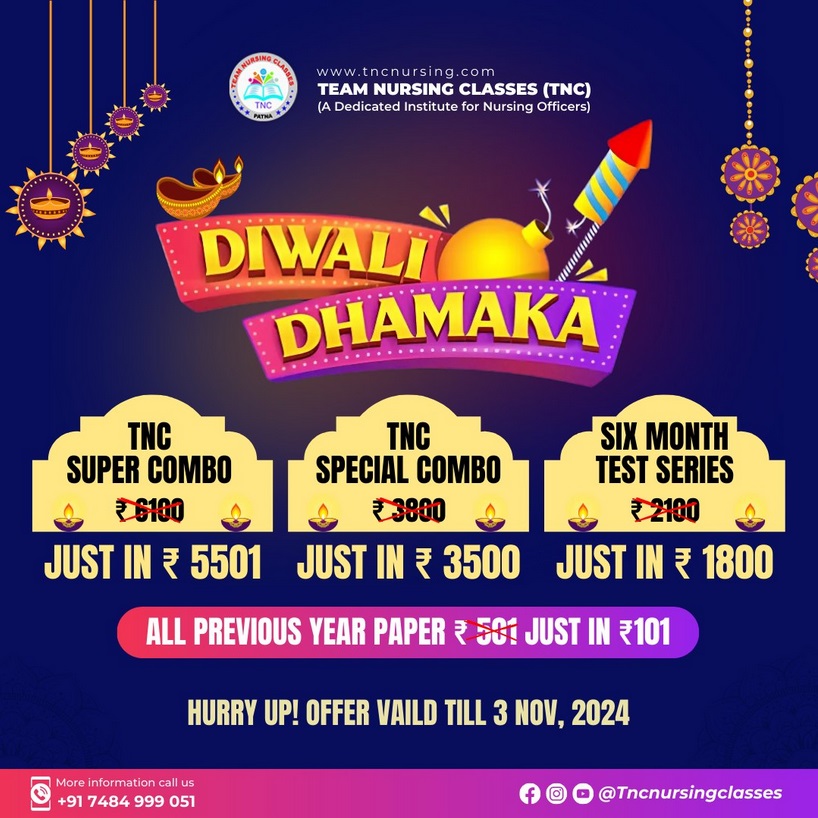 www.tncnursing.com
TEAM NURSING CLASSES (TNC)
(A Dedicated Institute for Nursing Officers)
TEAM NURSING CLASSES
TNC
PATNA
DIWALI
DHAMAKA
TNC
SUPER COMBO
₹ 6100
JUST IN ₹ 5501
TNC
SPECIAL COMBO
₹ 3800
JUST IN ₹ 3500
SIX MONTH
TEST SERIES
₹ 2100
JUST IN ₹ 1800
ALL PREVIOUS YEAR PAPER ₹ 501 JUST IN ₹101
HURRY UP! OFFER VAILD TILL 3 NOV, 2024
More information call us
+91 7484 999 051
@Tncnursingclasses